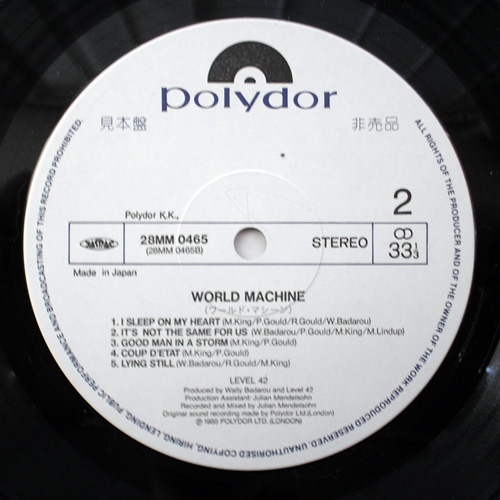 polydor
見本盤
非売品
ALL RIGHTS OF THE PRODUCER AND OF THE OWNER OF THE WORK REPRODUCED RESERVED. UNAUTHORISED COPYING, HIRING, LENDING, PUBLIC PERFORMANCE AND BROADCASTING OF THIS RECORD PROHIBITED.
2
Polydor K.K.,
28MM 0465
(28MM 0465B)
STEREO
33 1/3
Made in Japan
WORLD MACHINE
(ワールド・マシーン)
1. I SLEEP ON MY HEART (M.King/P.Gould/R.Gould/W.Badarou)
2. IT'S NOT THE SAME FOR US (W.Badarou/P.Gould/M.King/M.Lindup)
3. GOOD MAN IN A STORM (M.King/P.Gould)
4. COUP D'ETAT (M.King/P.Gould)
5. LYING STILL (W.Badarou/R.Gould/M.King)
LEVEL 42
Produced by Wally Badarou and Level 42
Production Assistant: Julian Mendelsohn
Recorded and Mixed by Julian Mendelsohn
Original sound recording made by Polydor Ltd.(London)
℗ 1985 POLYDOR LTD. (LONDON)